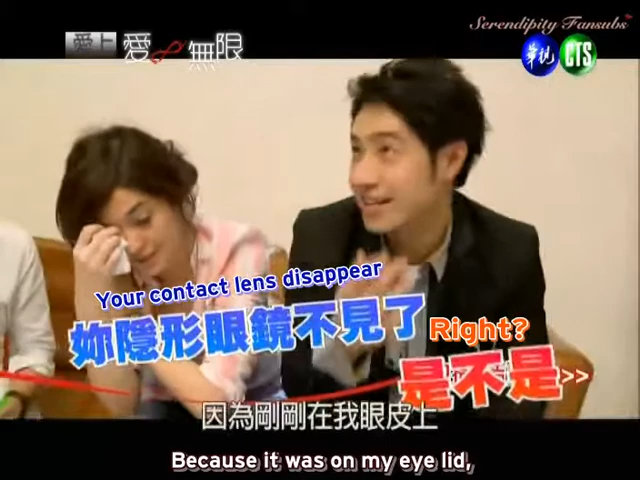 Serendipity Fansubs
愛上 愛∞無限
華視 CTS
Your contact lens disappear
妳隱形眼鏡不見了
Right?
是不是>>
因為剛剛在我眼皮上
Because it was on my eye lid,